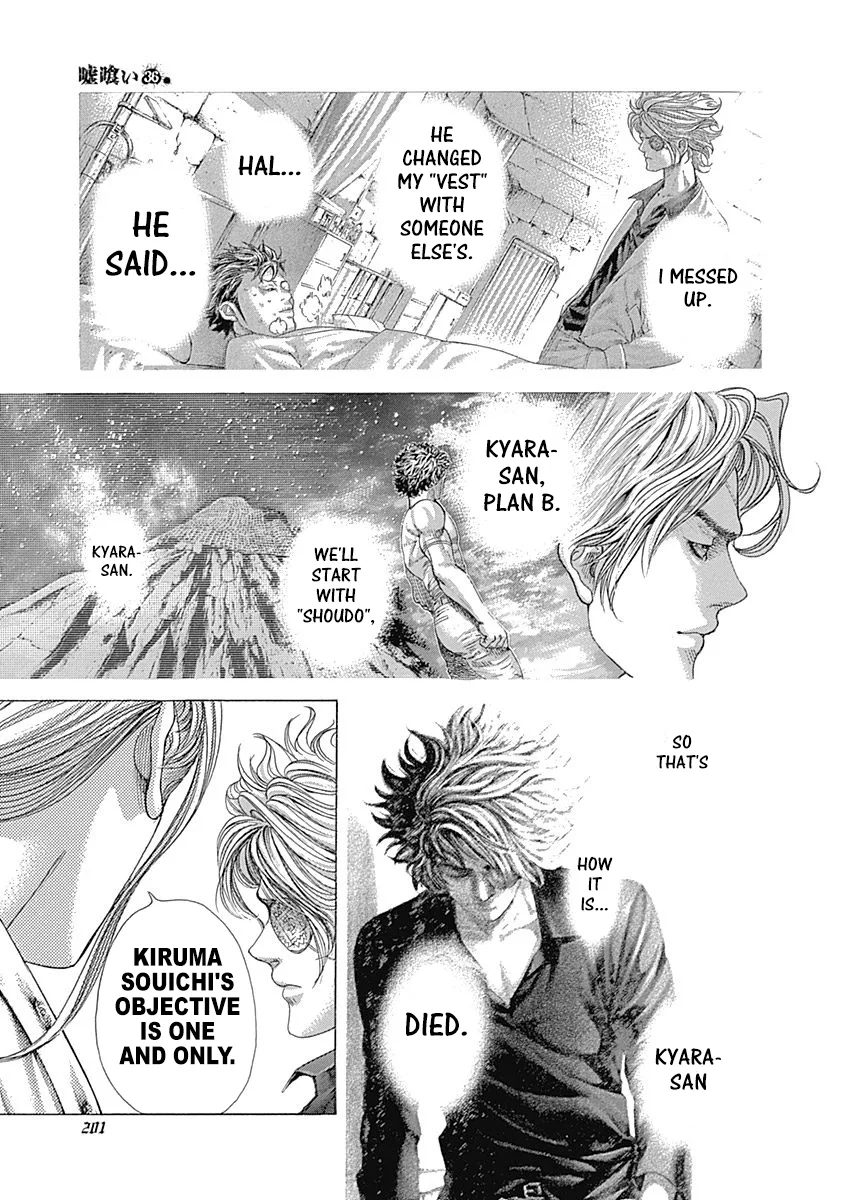 嘘喰い 36
I MESSED
UP.
HE
CHANGED
MY "VEST"
WITH
SOMEONE
ELSE'S.
HAL...
HE
SAID...
KYARA-
SAN,
PLAN B.
WE'LL
START
WITH
"SHOUDO",
KYARA-
SAN.
SO
THAT'S
HOW
IT
IS...
KYARA-
SAN
DIED.
KIRUMA
SOUICHI'S
OBJECTIVE
IS ONE
AND ONLY.
201